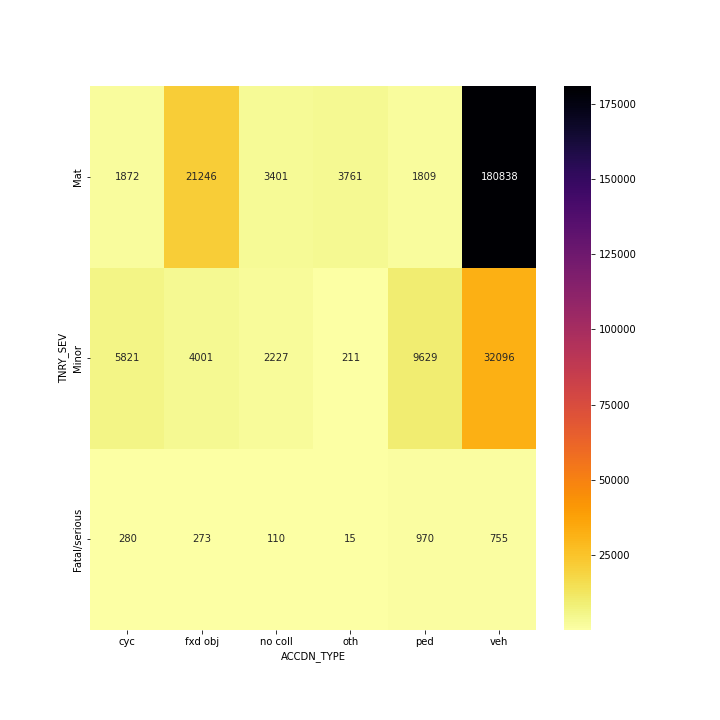 175000
150000
125000
100000
75000
50000
25000
TNRY_SEV
Mat
1872 21246 3401 3761 1809 180838
Minor
5821 4001 2227 211 9629 32096
Fatal/serious
280 273 110 15 970 755
cyc fxd obj no coll oth ped veh
ACCDN_TYPE